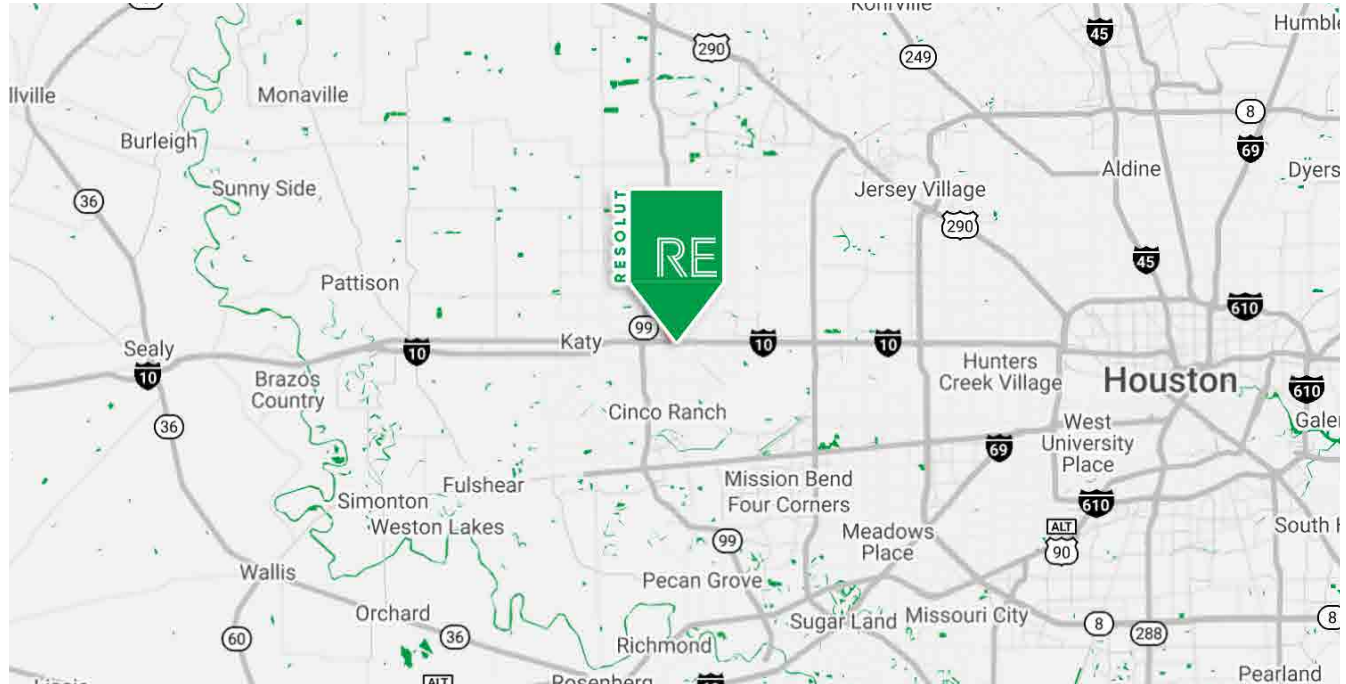 290
249
45
Humble
Monaville
8
Burleigh
69
Aldine
Dyers
Sunny Side
Jersey Village
36
RESOLUT
RE
290
45
Pattison
610
99
Katy
10
10
10
Sealy
10
Hunters
Creek Village
Houston
610
Brazos
Country
Cinco Ranch
West
University
Place
Galen
36
69
Mission Bend
Four Corners
Fulshear
Simonton
Weston Lakes
610
Meadows
Place
ALT
90
South H
99
Wallis
Pecan Grove
Orchard
Sugar Land
Missouri City
60
36
Richmond
8
288
8
ALT
Rosenberg
Pearland